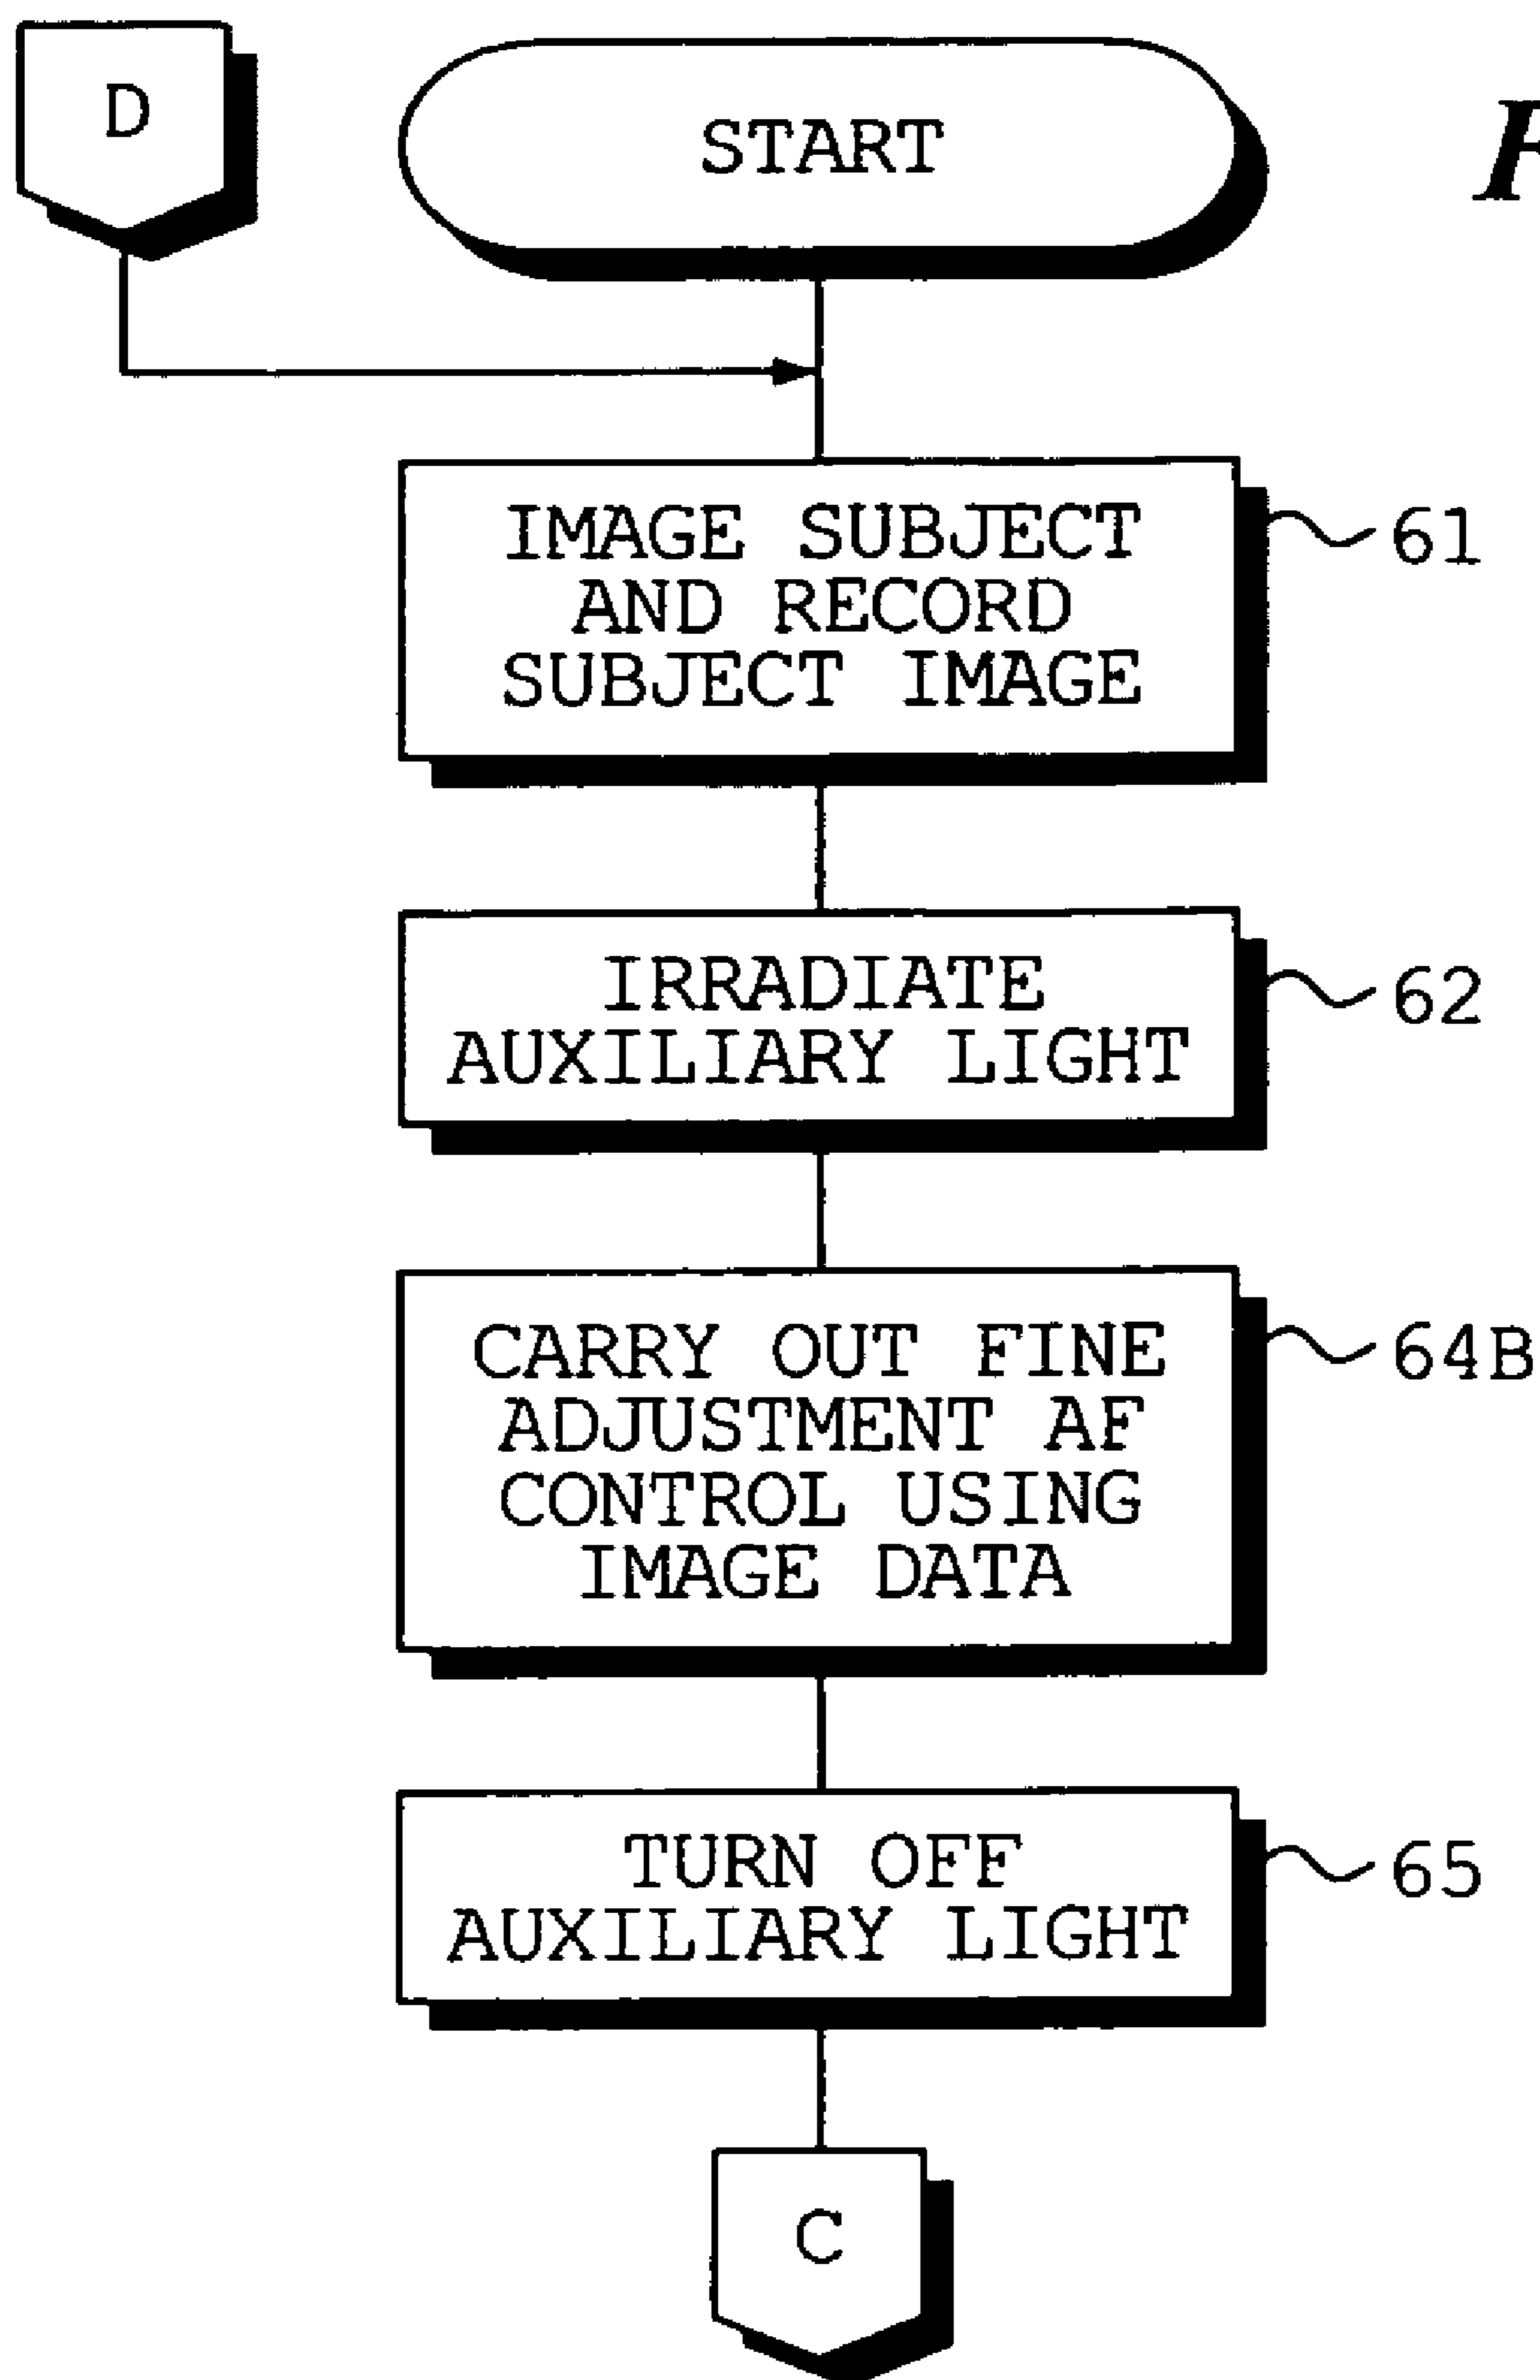 D
START
IMAGE SUBJECT
AND RECORD
SUBJECT IMAGE
61
IRRADIATE
AUXILIARY LIGHT
62
CARRY OUT FINE
ADJUSTMENT AF
CONTROL USING
IMAGE DATA
64B
TURN OFF
AUXILIARY LIGHT
65
C